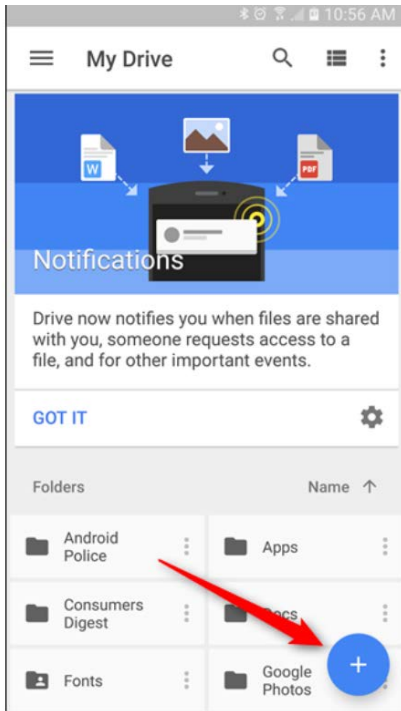 10:56 AM
My Drive
W
PDF
Notifications
Drive now notifies you when files are shared
with you, someone requests access to a
file, and for other important events.
GOT IT
Folders Name
Android
Police
Apps
Consumers
Digest
Docs
Fonts
Google
Photos